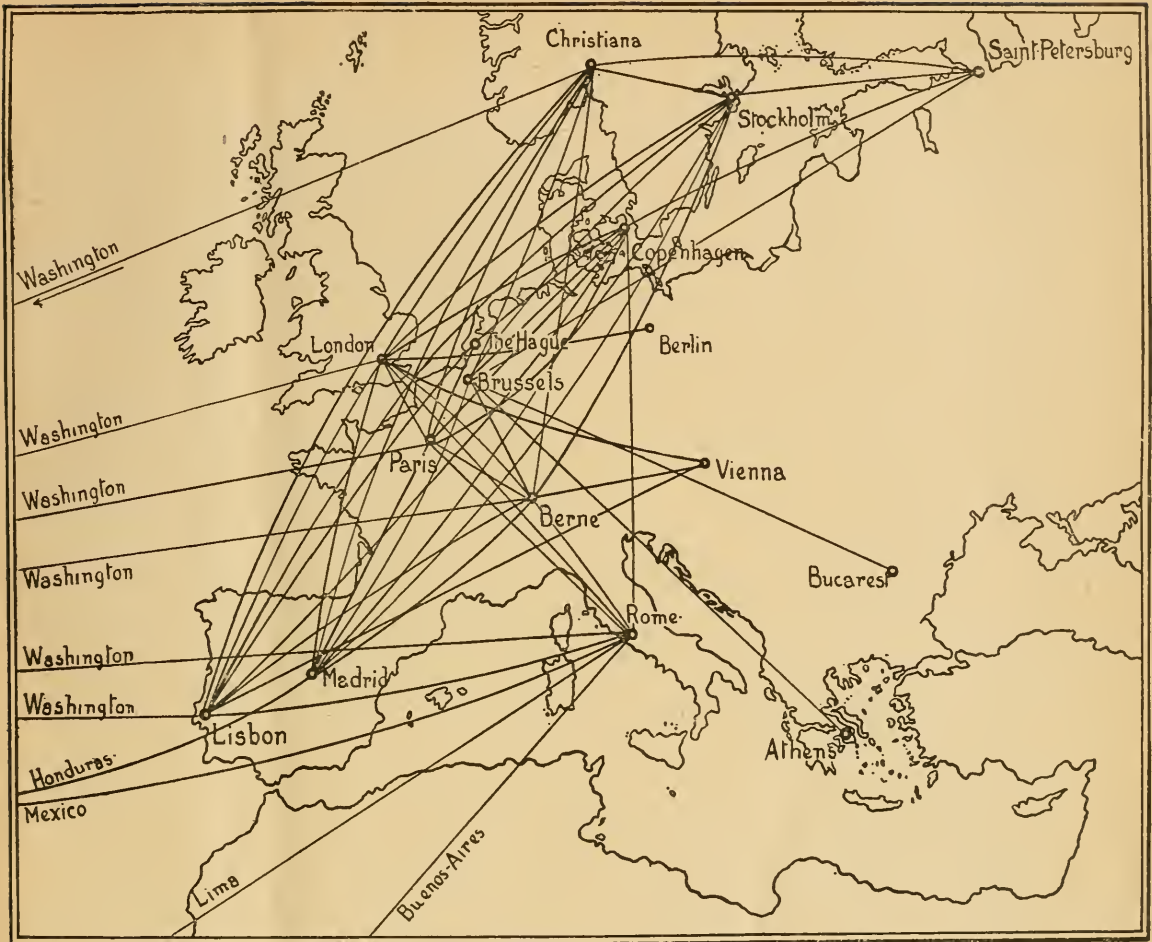 Christiana
Saint-Petersburg
Stockholm
Washington
Copenhagen
London
The Hague
Berlin
Brussels
Washington
Paris
Vienna
Washington
Berne
Washington
Bucarest
Rome
Washington
Madrid
Washington
Lisbon
Athens
Honduras
Mexico
Lima
Buenos-Aires